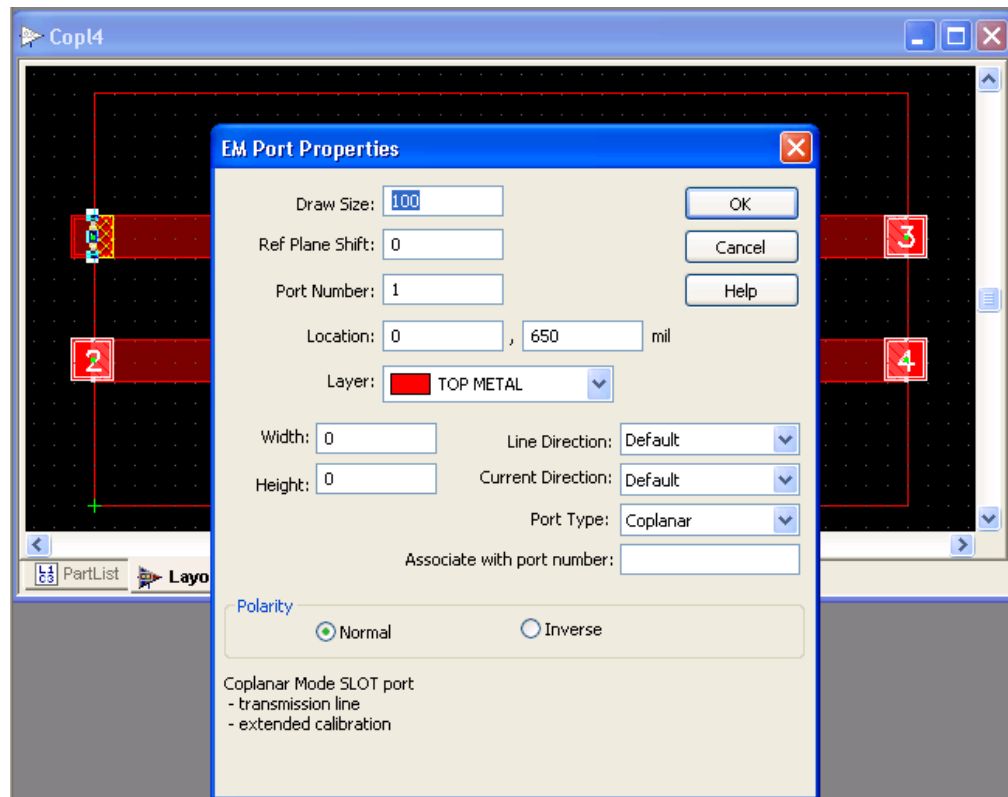 Copl4
EM Port Properties
Draw Size: 100
OK
Ref Plane Shift: 0
Cancel
Port Number: 1
Help
Location: 0 , 650 mil
Layer: TOP METAL
Width: 0
Line Direction: Default
Height: 0
Current Direction: Default
Port Type: Coplanar
Associate with port number:
Polarity
Normal
Inverse
Coplanar Mode SLOT port
- transmission line
- extended calibration
3
2
4
PartList
Layo